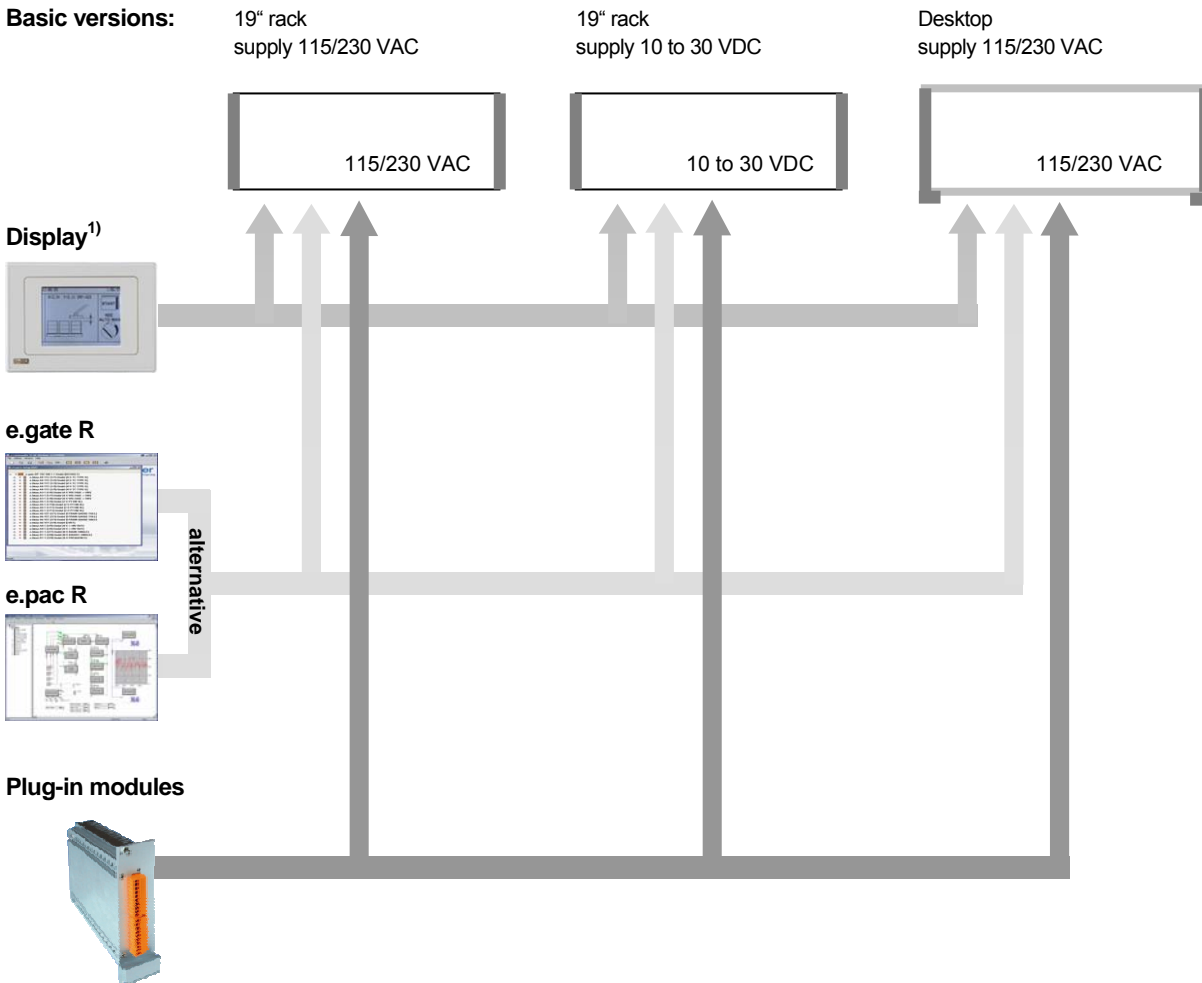 Basic versions:
19“ rack
supply 115/230 VAC
19“ rack
supply 10 to 30 VDC
Desktop
supply 115/230 VAC
115/230 VAC
10 to 30 VDC
115/230 VAC
Display1)
e.gate R
alternative
e.pac R
Plug-in modules